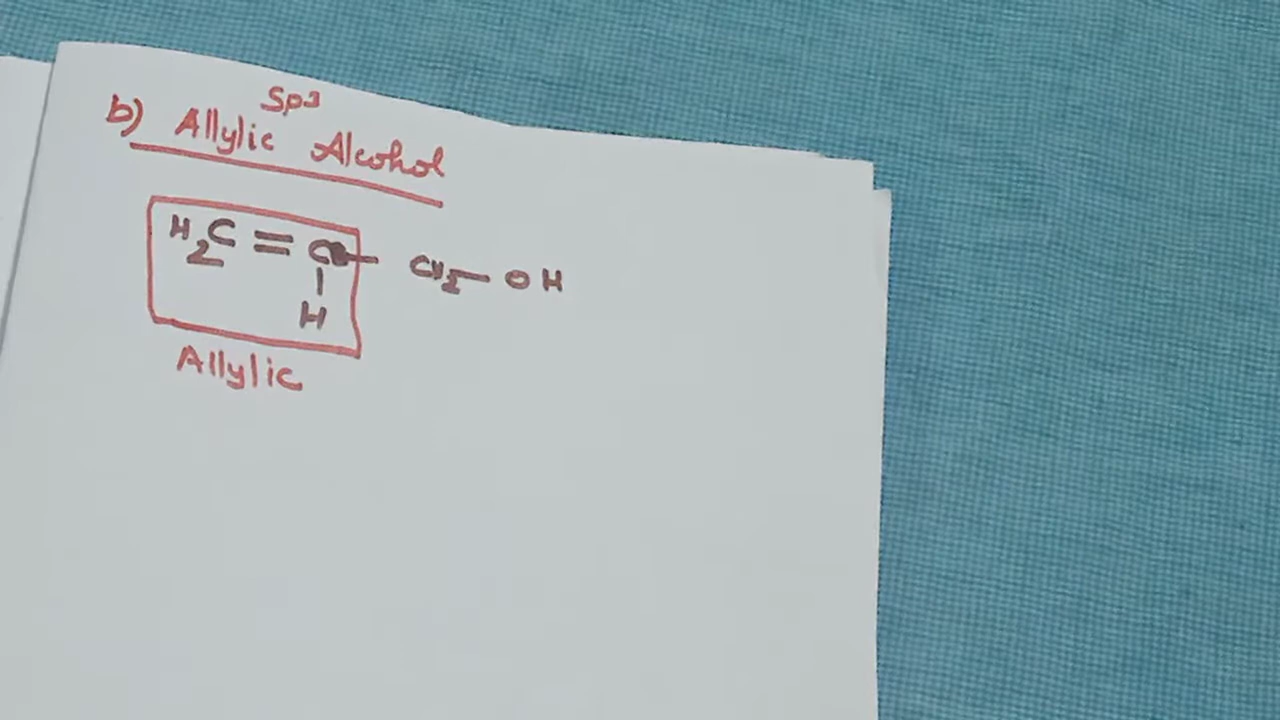 Sp3
b) Allylic Alcohol
H2C = C - CH2 - OH
|
H
Allylic